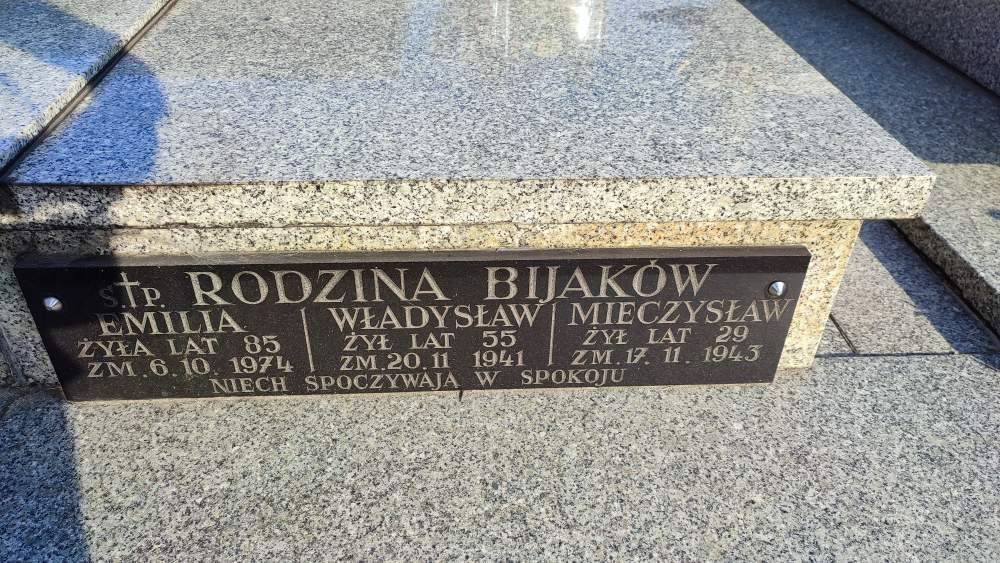 Ś†P. RODZINA BIJAKÓW
EMILIA
ŻYŁA LAT 85
ZM. 6.10. 1974
WŁADYSŁAW
ŻYŁ LAT 55
ZM. 20.11 1941
MIECZYSŁAW
ŻYŁ LAT 29
ZM. 17. 11. 1943
NIECH SPOCZYWAJĄ W SPOKOJU